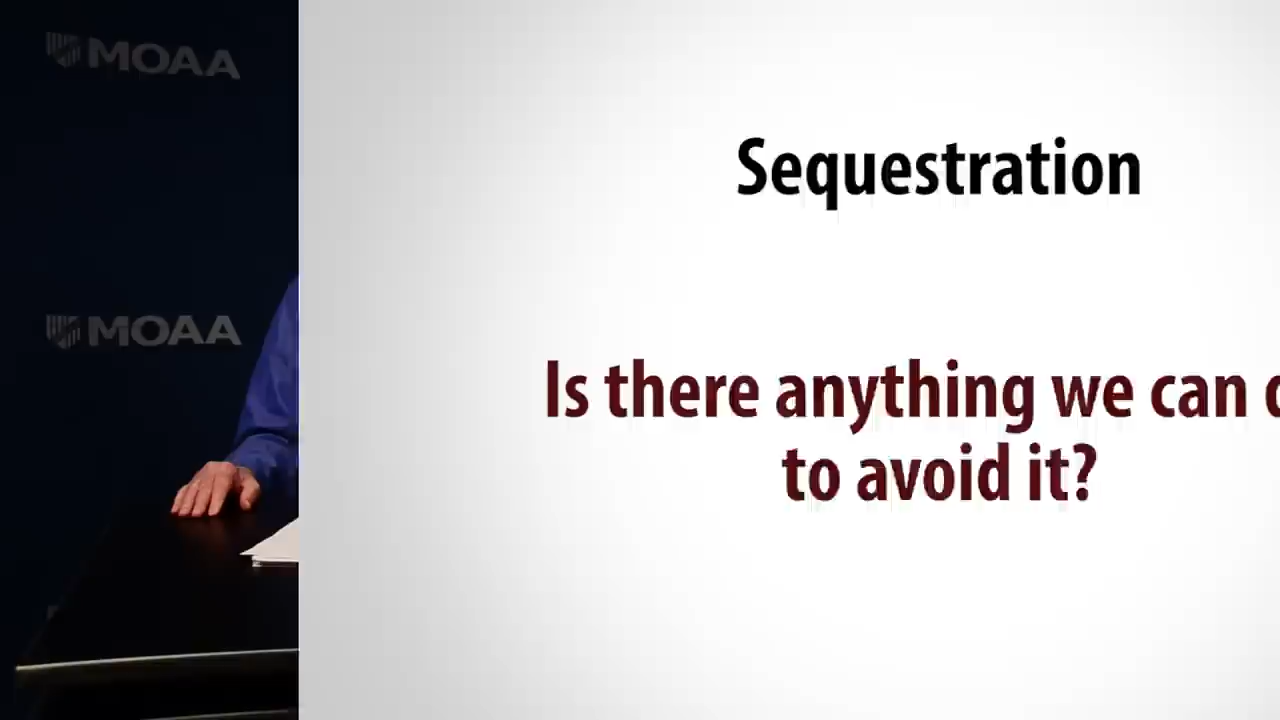 MOAA
MOAA
Sequestration
Is there anything we can
to avoid it?